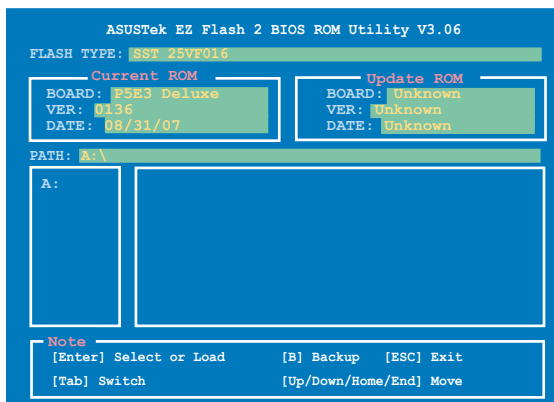 ASUSTek EZ Flash 2 BIOS ROM Utility V3.06
FLASH TYPE: SST 25VF016
Current ROM
BOARD: P5E3 Deluxe
VER: 0136
DATE: 08/31/07
Update ROM
BOARD: Unknown
VER: Unknown
DATE: Unknown
PATH: A:\
A:
Note
[Enter] Select or Load [B] Backup [ESC] Exit
[Tab] Switch [Up/Down/Home/End] Move